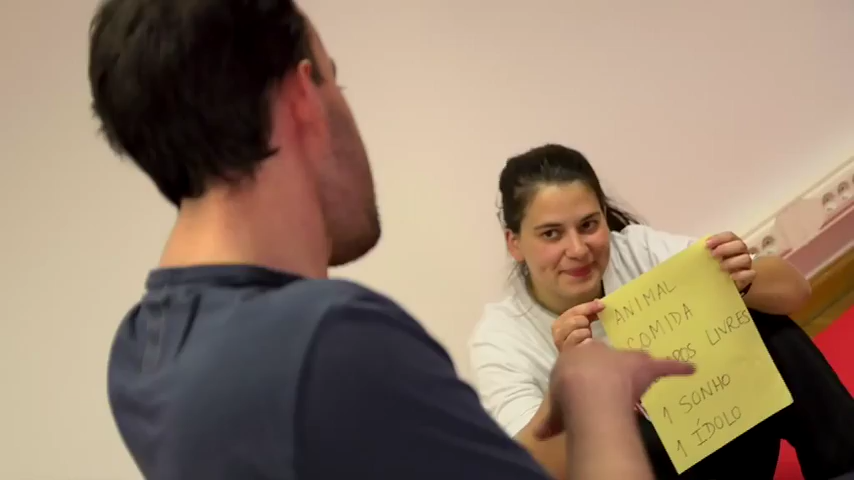 ANIMAL
COMIDA
LIVRES
1 SONHO
1 ÍDOLO